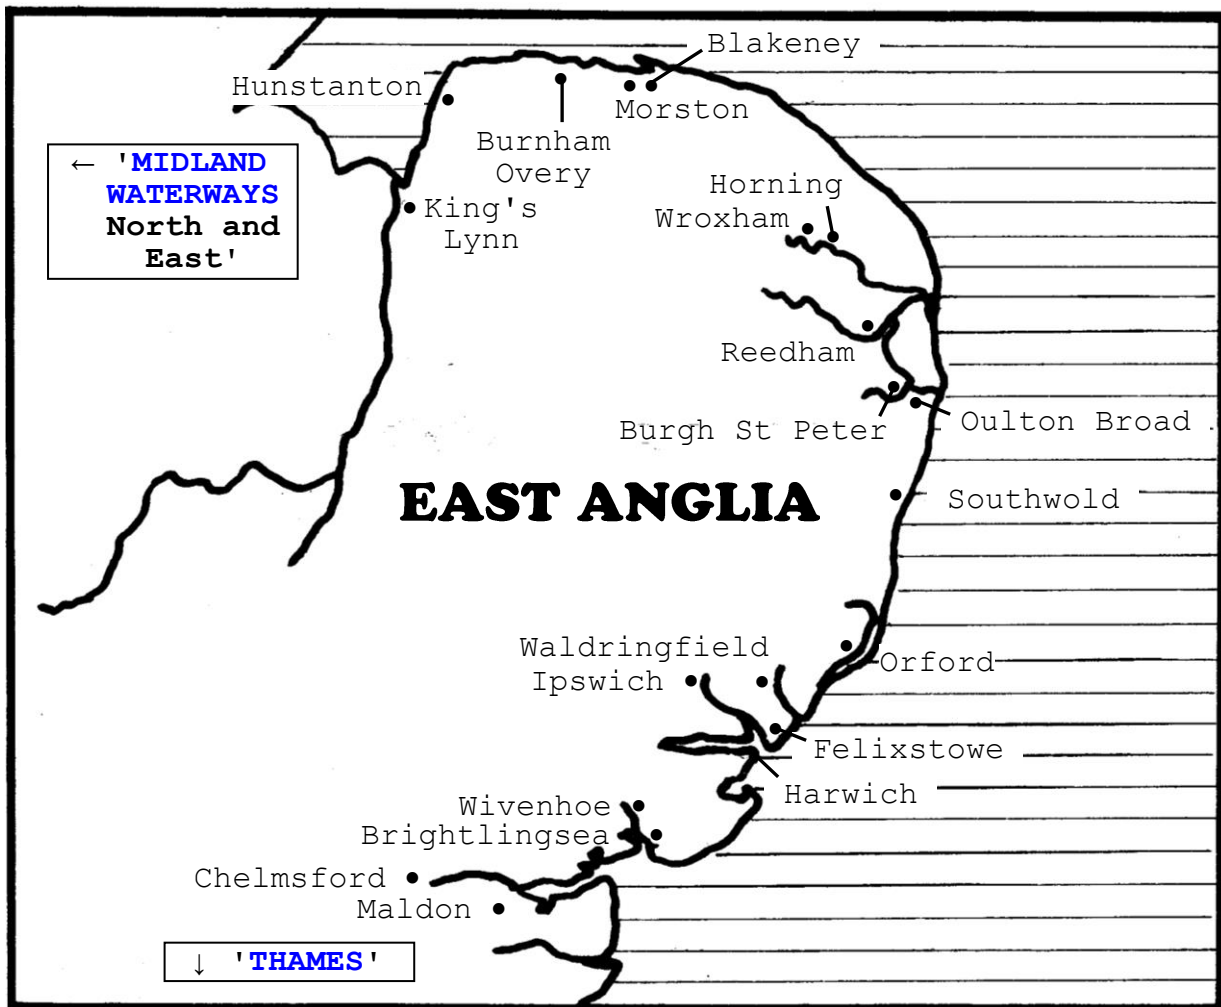 Blakeney
Hunstanton
Morston
Burnham
Overy
← 'MIDLAND
WATERWAYS
North and
East'
Horning
Wroxham
King's
Lynn
Reedham
Burgh St Peter
Oulton Broad
EAST ANGLIA
Southwold
Waldringfield
Ipswich
Orford
Felixstowe
Harwich
Wivenhoe
Brightlingsea
Chelmsford
Maldon
↓ 'THAMES'